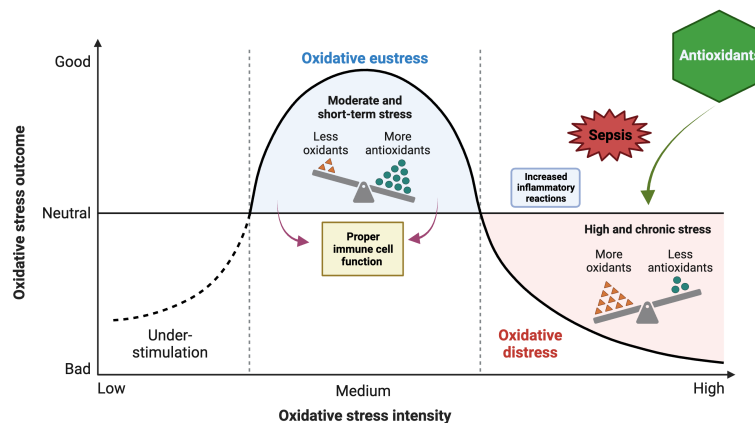 Oxidative stress outcome
Good
Neutral
Bad
Oxidative eustress
Moderate and
short-term stress
Less
oxidants
More
antioxidants
Proper
immune cell
function
Under-
stimulation
Antioxidants
Sepsis
Increased
inflammatory
reactions
High and chronic stress
More
oxidants
Less
antioxidants
Oxidative
distress
Low
Medium
High
Oxidative stress intensity